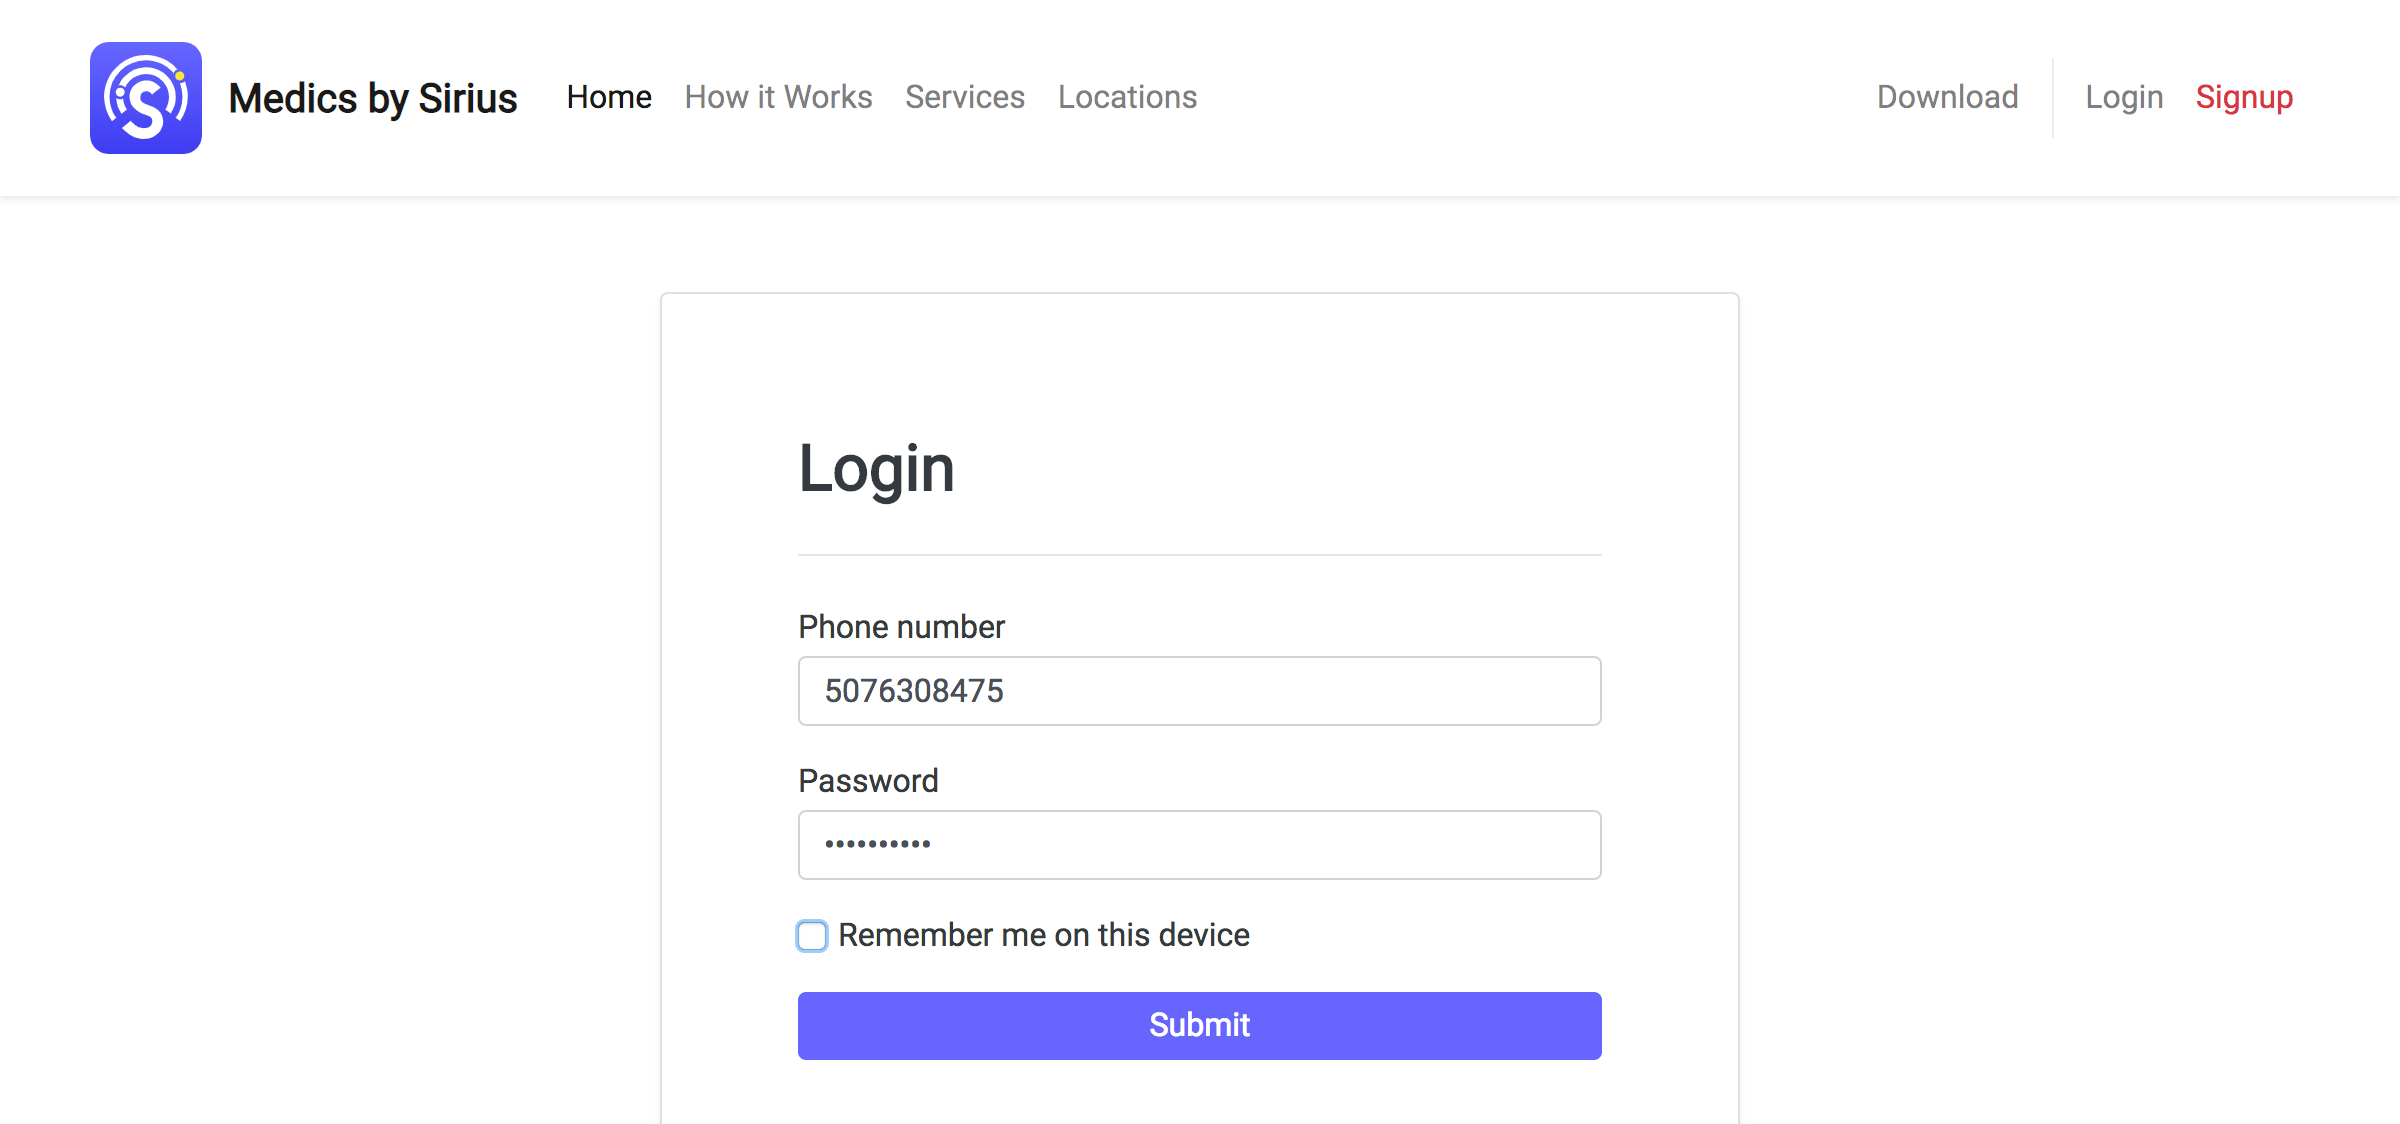 Medics by Sirius Home How it Works Services Locations Download Login Signup
Login
Phone number
5076308475
Password
••••••••••
Remember me on this device
Submit